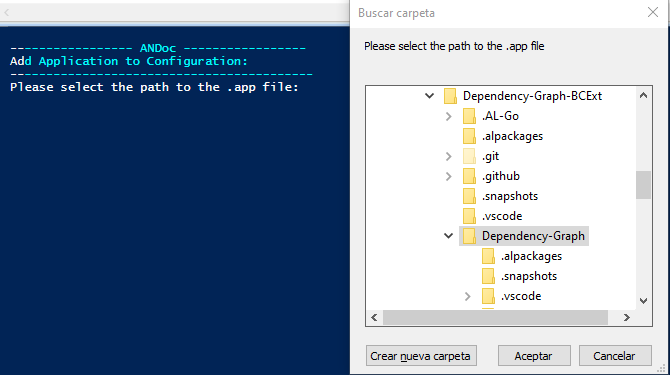 ----------------- ANDoc -----------------
Add Application to Configuration:
------------------------------------------
Please select the path to the .app file:
Buscar carpeta
Please select the path to the .app file
Dependency-Graph-BCExt
.AL-Go
.alpackages
.git
.github
.snapshots
.vscode
Dependency-Graph
.alpackages
.snapshots
.vscode
Crear nueva carpeta
Aceptar
Cancelar